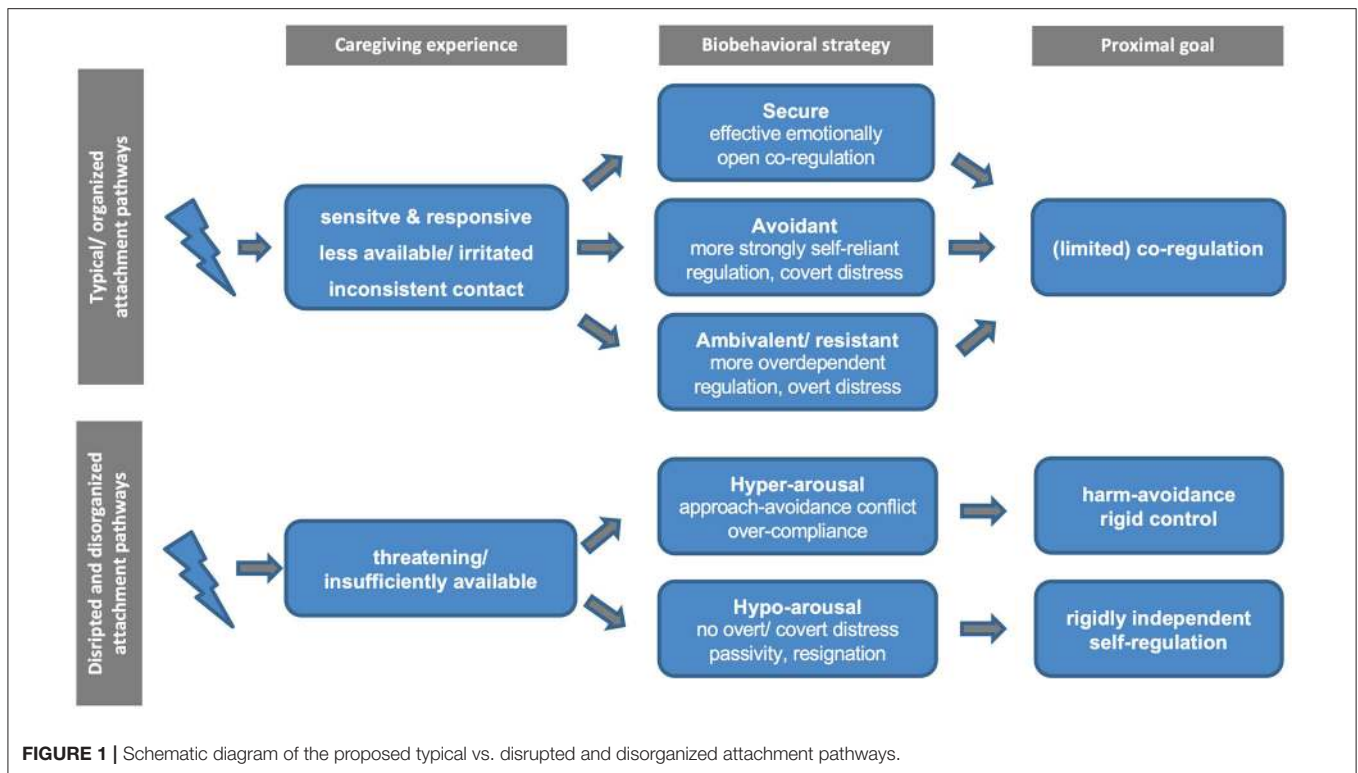 Caregiving experience
Biobehavioral strategy
Proximal goal
Typical/ organized
attachment pathways
sensitve & responsive
less available/ irritated
inconsistent contact
Secure
effective emotionally
open co-regulation
Avoidant
more strongly self-reliant
regulation, covert distress
Ambivalent/ resistant
more overdependent
regulation, overt distress
(limited) co-regulation
Disripted and disorganized
attachment pathways
threatening/
insufficiently available
Hyper-arousal
approach-avoidance conflict
over-compliance
harm-avoidance
rigid control
Hypo-arousal
no overt/ covert distress
passivity, resignation
rigidly independent
self-regulation
FIGURE 1 | Schematic diagram of the proposed typical vs. disrupted and disorganized attachment pathways.